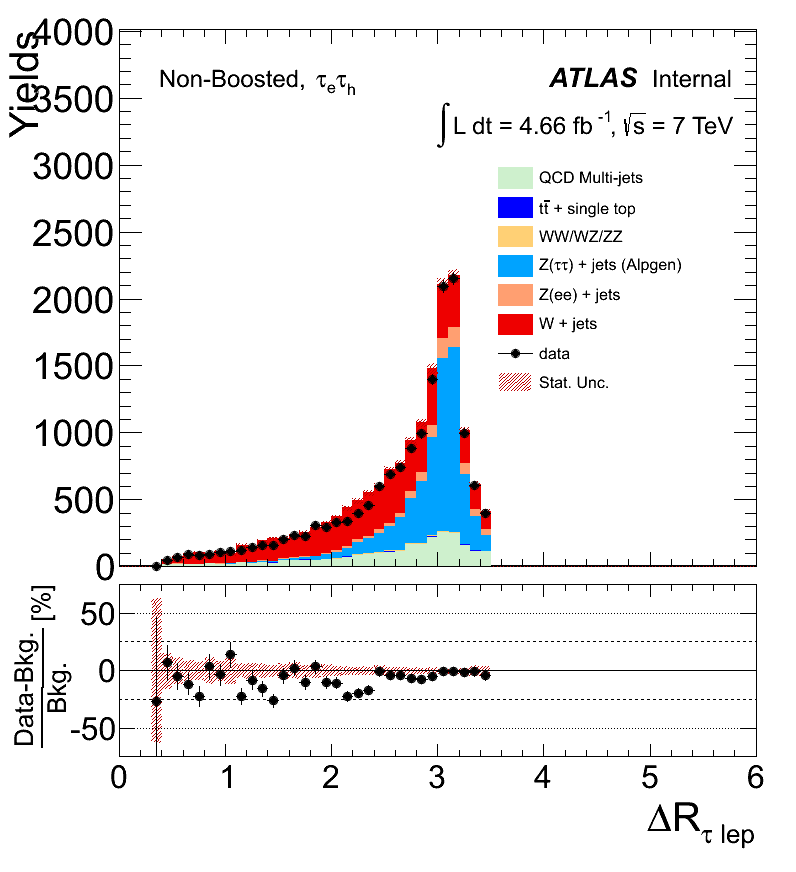 Yields
4000
3500
3000
2500
2000
1500
1000
500
0
Non-Boosted, τeτh
ATLAS Internal
∫L dt = 4.66 fb-1, √s = 7 TeV
QCD Multi-jets
tt̅ + single top
WW/WZ/ZZ
Z(ττ) + jets (Alpgen)
Z(ee) + jets
W + jets
data
Stat. Unc.
Data-Bkg.
Bkg.
[%]
50
0
-50
0 1 2 3 4 5 6
ΔRτ lep